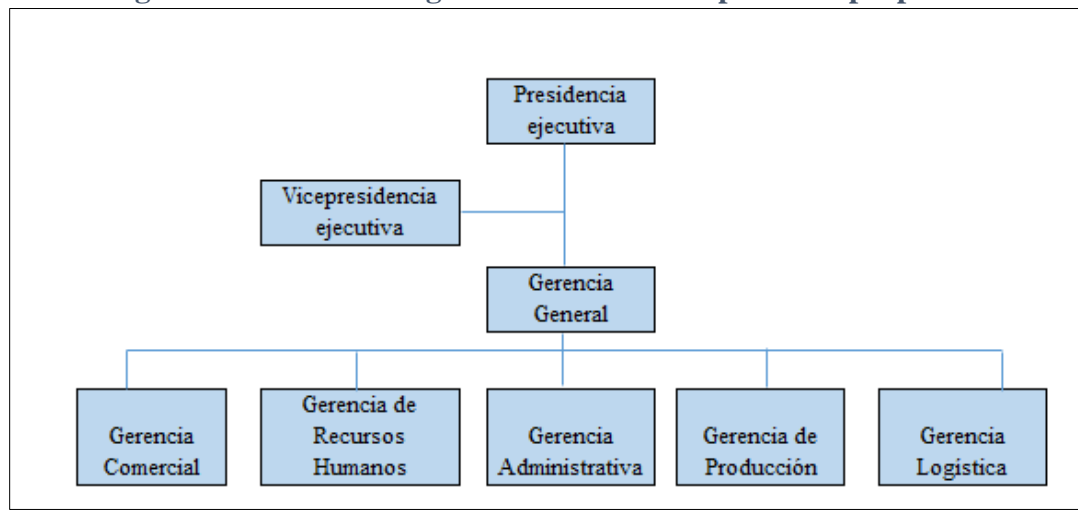 Presidencia
ejecutiva
Vicepresidencia
ejecutiva
Gerencia
General
Gerencia
Comercial
Gerencia de
Recursos
Humanos
Gerencia
Administrativa
Gerencia de
Producción
Gerencia
Logística